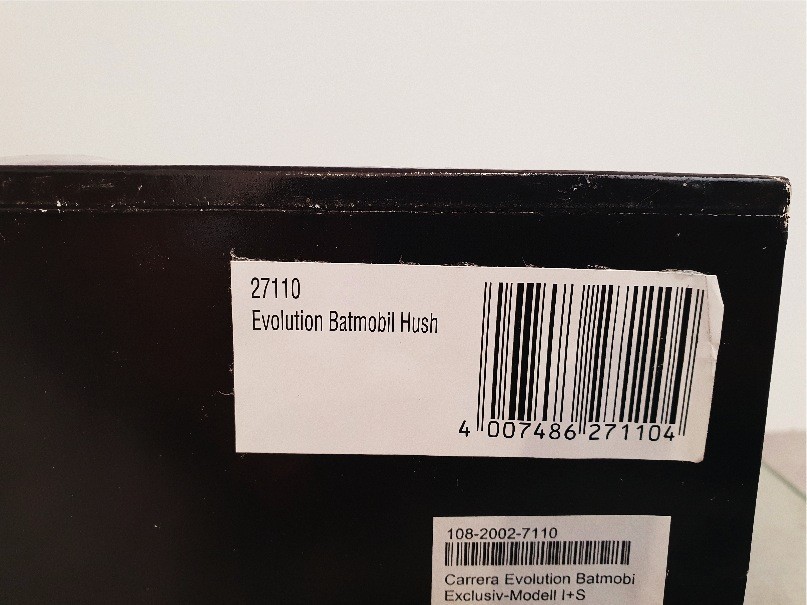 27110
Evolution Batmobil Hush
4 007486 271104
108-2002-7110
Carrera Evolution Batmobi
Exclusiv-Modell I+S